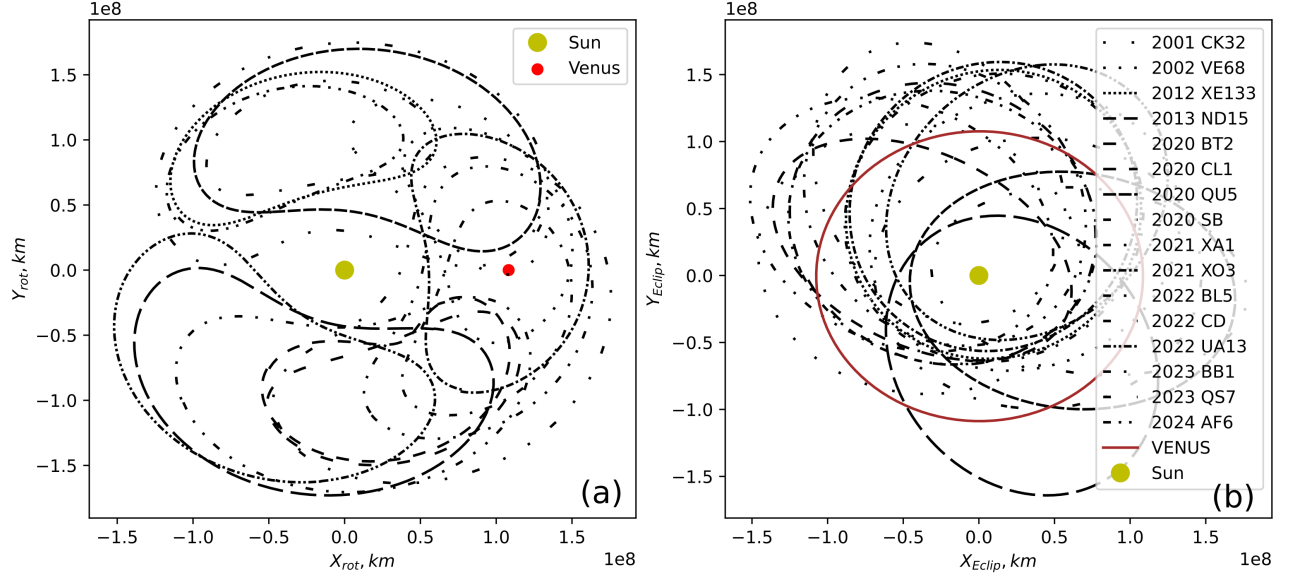 1e8
Y_rot, km
1.5
1.0
0.5
0.0
−0.5
−1.0
−1.5
Sun
Venus
(a)
−1.5 −1.0 −0.5 0.0 0.5 1.0 1.5
1e8
X_rot, km
1e8
Y_Eclip, km
1.5
1.0
0.5
0.0
−0.5
−1.0
−1.5
2001 CK32
2002 VE68
2012 XE133
2013 ND15
2020 BT2
2020 CL1
2020 QU5
2020 SB
2021 XA1
2021 XO3
2022 BL5
2022 CD
2022 UA13
2023 BB1
2023 QS7
2024 AF6
VENUS
Sun
(b)
−1.5 −1.0 −0.5 0.0 0.5 1.0 1.5
1e8
X_Eclip, km